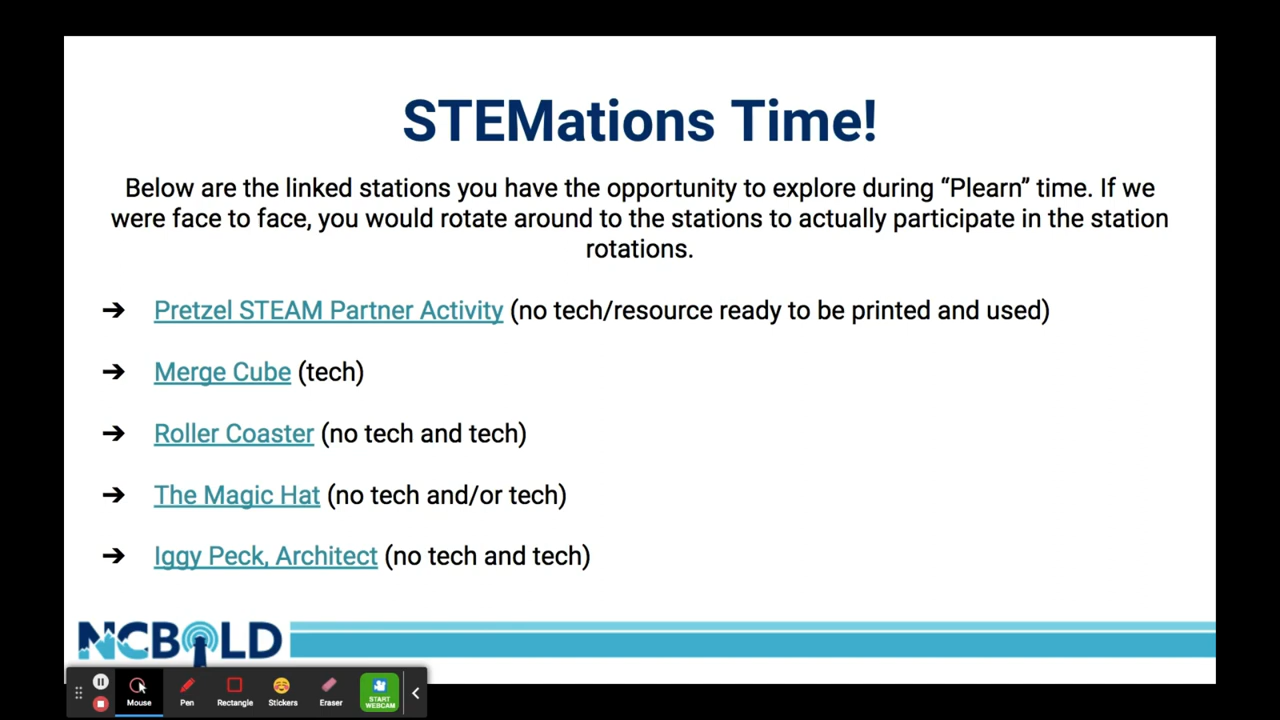 STEMations Time!
Below are the linked stations you have the opportunity to explore during “Plearn” time. If we
were face to face, you would rotate around to the stations to actually participate in the station
rotations.
➔ Pretzel STEAM Partner Activity (no tech/resource ready to be printed and used)
➔ Merge Cube (tech)
➔ Roller Coaster (no tech and tech)
➔ The Magic Hat (no tech and/or tech)
➔ Iggy Peck, Architect (no tech and tech)
NCBOLD
Mouse Pen Rectangle Stickers Eraser START
WEBCAM